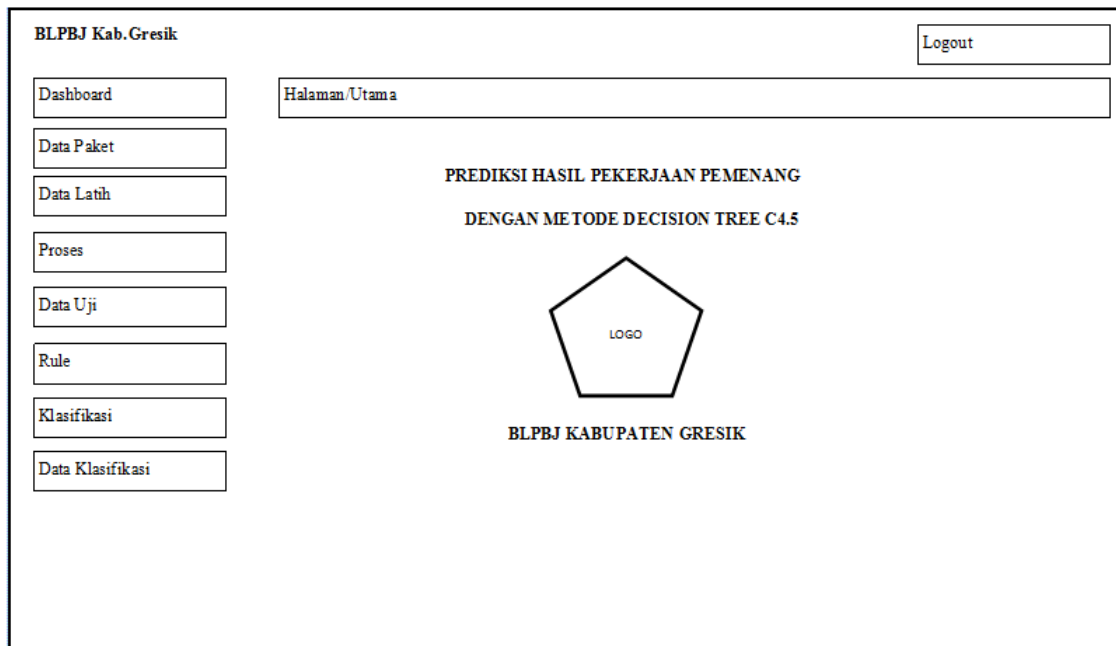 BLPBJ Kab.Gresik
Logout
Dashboard
Halaman/Utama
Data Paket
Data Latih
Proses
Data Uji
Rule
Klasifikasi
Data Klasifikasi
PREDIKSI HASIL PEKERJAAN PEMENANG
DENGAN METODE DECISION TREE C4.5
LOGO
BLPBJ KABUPATEN GRESIK